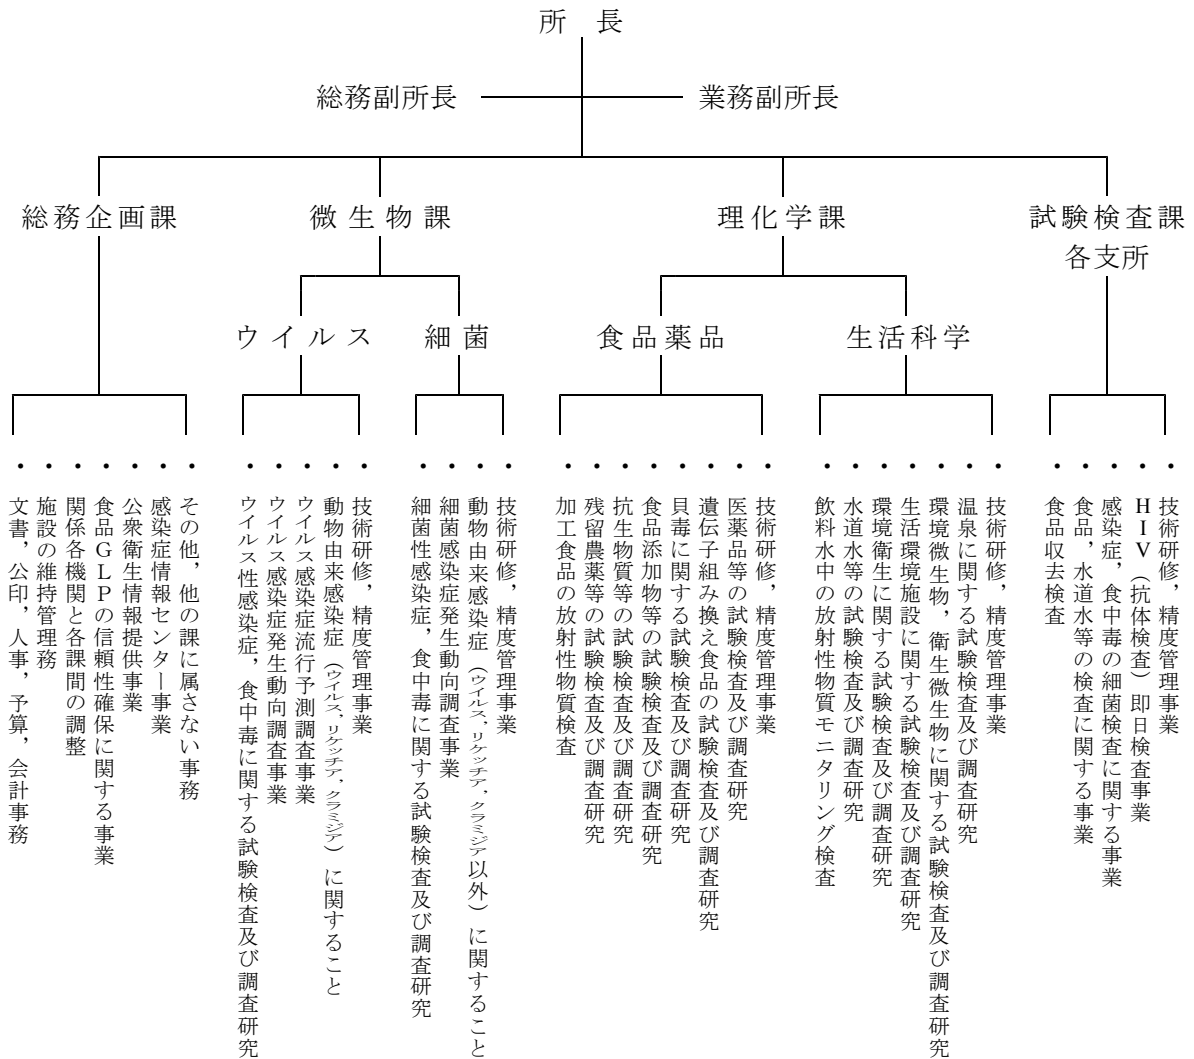 所　長
総務副所長
業務副所長
総務企画課
微生物課
理化学課
試験検査課
各支所
ウイルス
細菌
食品薬品
生活科学
・文書，公印，人事，予算，会計事務
・施設の維持管理務
・関係各機関と各課間の調整
・食品ＧＬＰの信頼性確保に関する事業
・公衆衛生情報提供事業
・感染症情報センター事業
・その他，他の課に属さない事務
・ウイルス性感染症，食中毒に関する試験検査及び調査研究
・ウイルス感染症発生動向調査事業
・ウイルス感染症流行予測調査事業
・動物由来感染症（ウイルス，リケッチア，クラミジア）に関すること
・技術研修，精度管理事業
・細菌性感染症，食中毒に関する試験検査及び調査研究
・細菌感染症発生動向調査事業
・動物由来感染症（ウイルス，リケッチア，クラミジア以外）に関すること
・技術研修，精度管理事業
・加工食品の放射性物質検査
・残留農薬等の試験検査及び調査研究
・抗生物質等の試験検査及び調査研究
・食品添加物等の試験検査及び調査研究
・貝毒に関する試験検査及び調査研究
・遺伝子組み換え食品の試験検査及び調査研究
・医薬品等の試験検査及び調査研究
・技術研修，精度管理事業
・飲料水中の放射性物質モニタリング検査
・水道水等の試験検査及び調査研究
・環境衛生に関する試験検査及び調査研究
・生活環境施設に関する試験検査及び調査研究
・環境微生物，衛生微生物に関する試験検査及び調査研究
・温泉に関する試験検査及び調査研究
・技術研修，精度管理事業
・食品収去検査
・食品，水道水等の検査に関する事業
・感染症，食中毒の細菌検査に関する事業
・ＨＩＶ（抗体検査）即日検査事業
・技術研修，精度管理事業